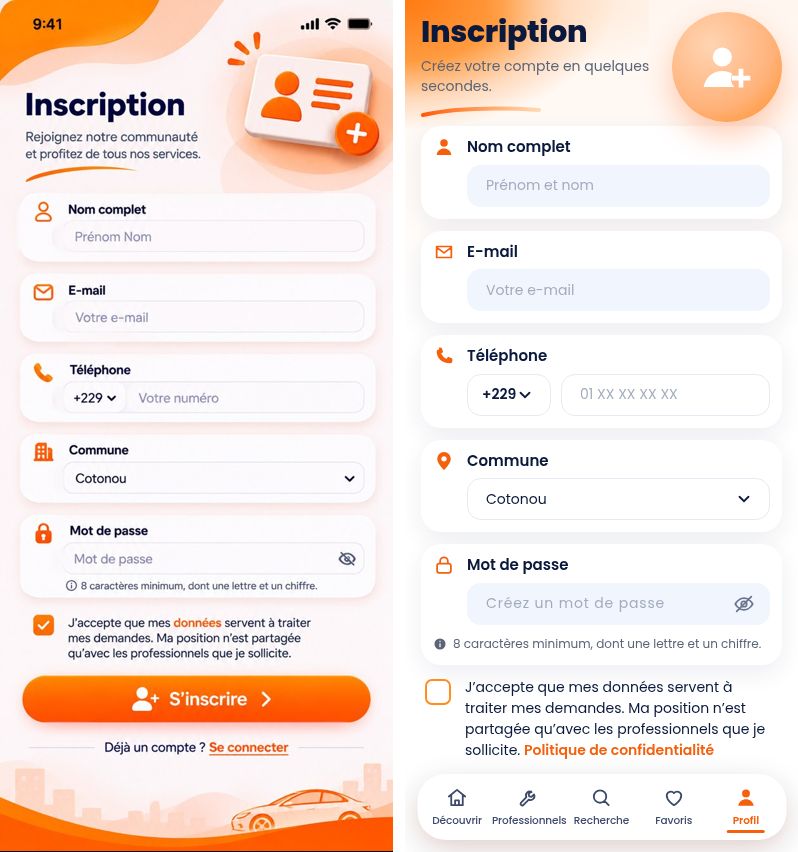 9:41
Inscription
Rejoignez notre communauté
et profitez de tous nos services.
Nom complet
Prénom Nom
E-mail
Votre e-mail
Téléphone
+229
Votre numéro
Commune
Cotonou
Mot de passe
Mot de passe
8 caractères minimum, dont une lettre et un chiffre.
J'accepte que mes données servent à traiter
mes demandes. Ma position n'est partagée
qu'avec les professionnels que je sollicite.
S'inscrire
Déjà un compte ? Se connecter
Inscription
Créez votre compte en quelques
secondes.
Nom complet
Prénom et nom
E-mail
Votre e-mail
Téléphone
+229
01 XX XX XX XX
Commune
Cotonou
Mot de passe
Créez un mot de passe
8 caractères minimum, dont une lettre et un chiffre.
J'accepte que mes données servent à
traiter mes demandes. Ma position n'est
partagée qu'avec les professionnels que je
sollicite. Politique de confidentialité
Découvrir
Professionnels
Recherche
Favoris
Profil